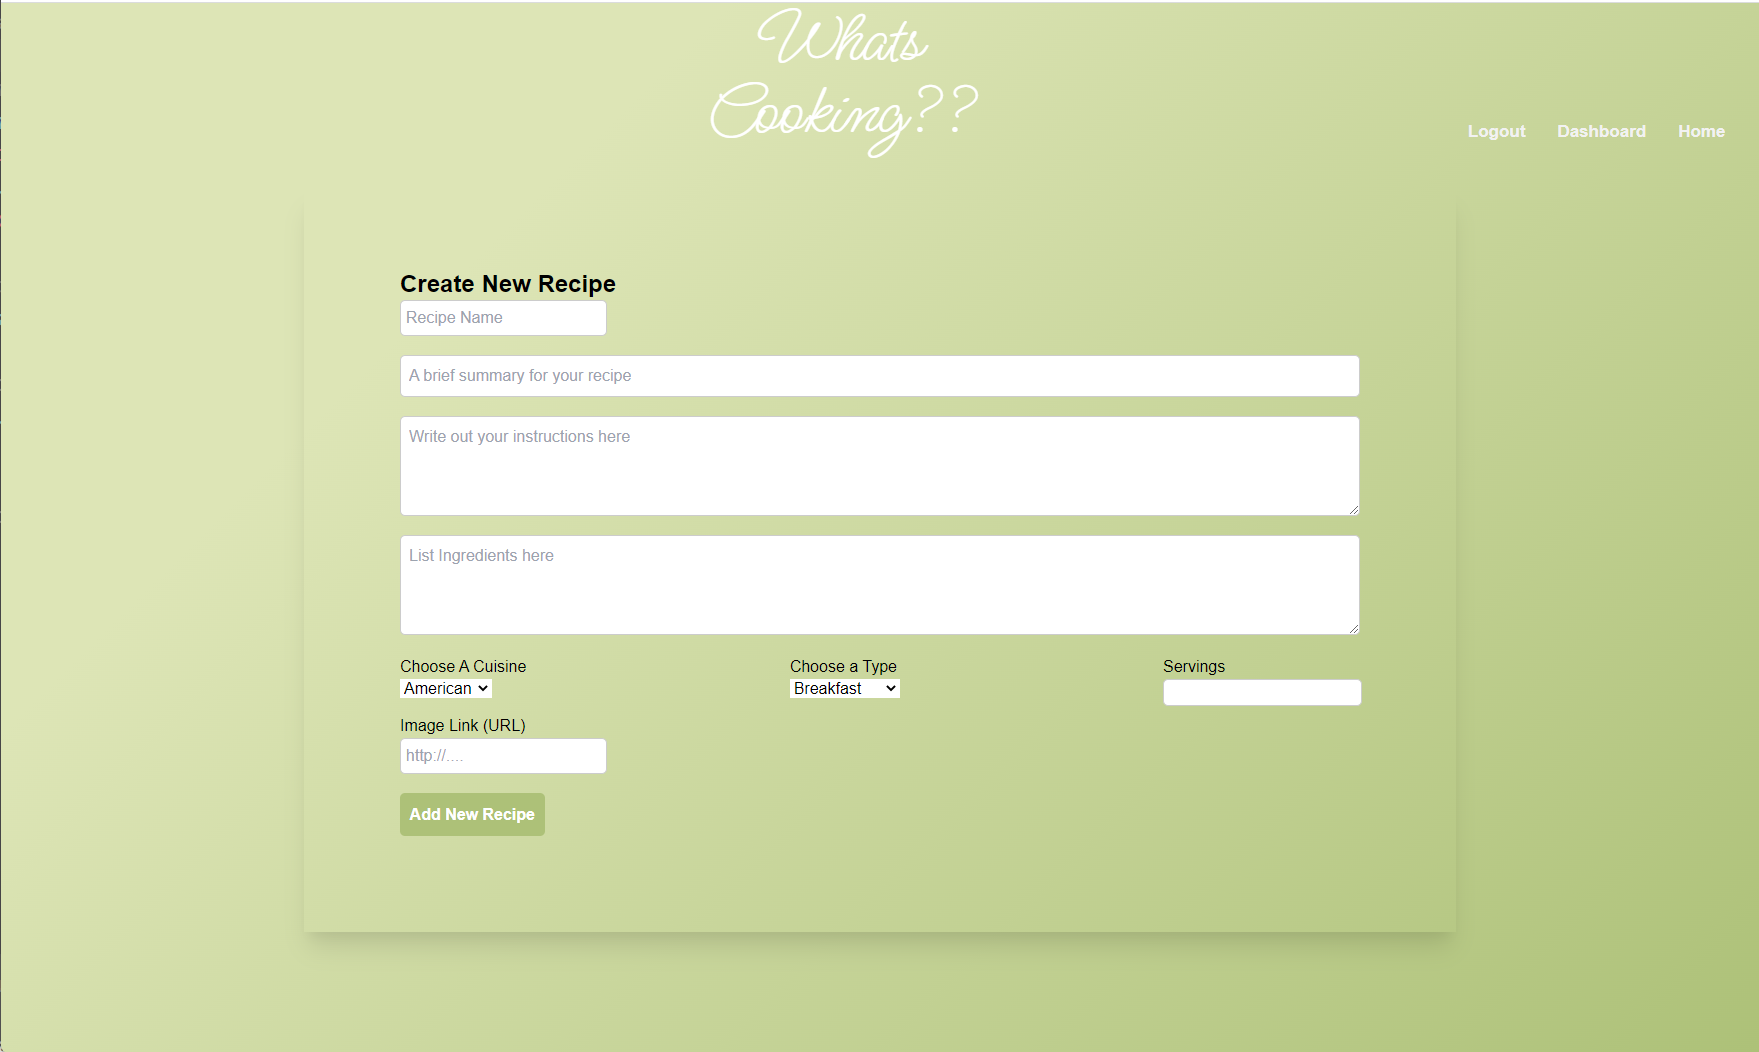 Whats
Cooking??
Logout Dashboard Home
Create New Recipe
Recipe Name
A brief summary for your recipe
Write out your instructions here
List Ingredients here
Choose A Cuisine Choose a Type Servings
American Breakfast
Image Link (URL)
http://....
Add New Recipe